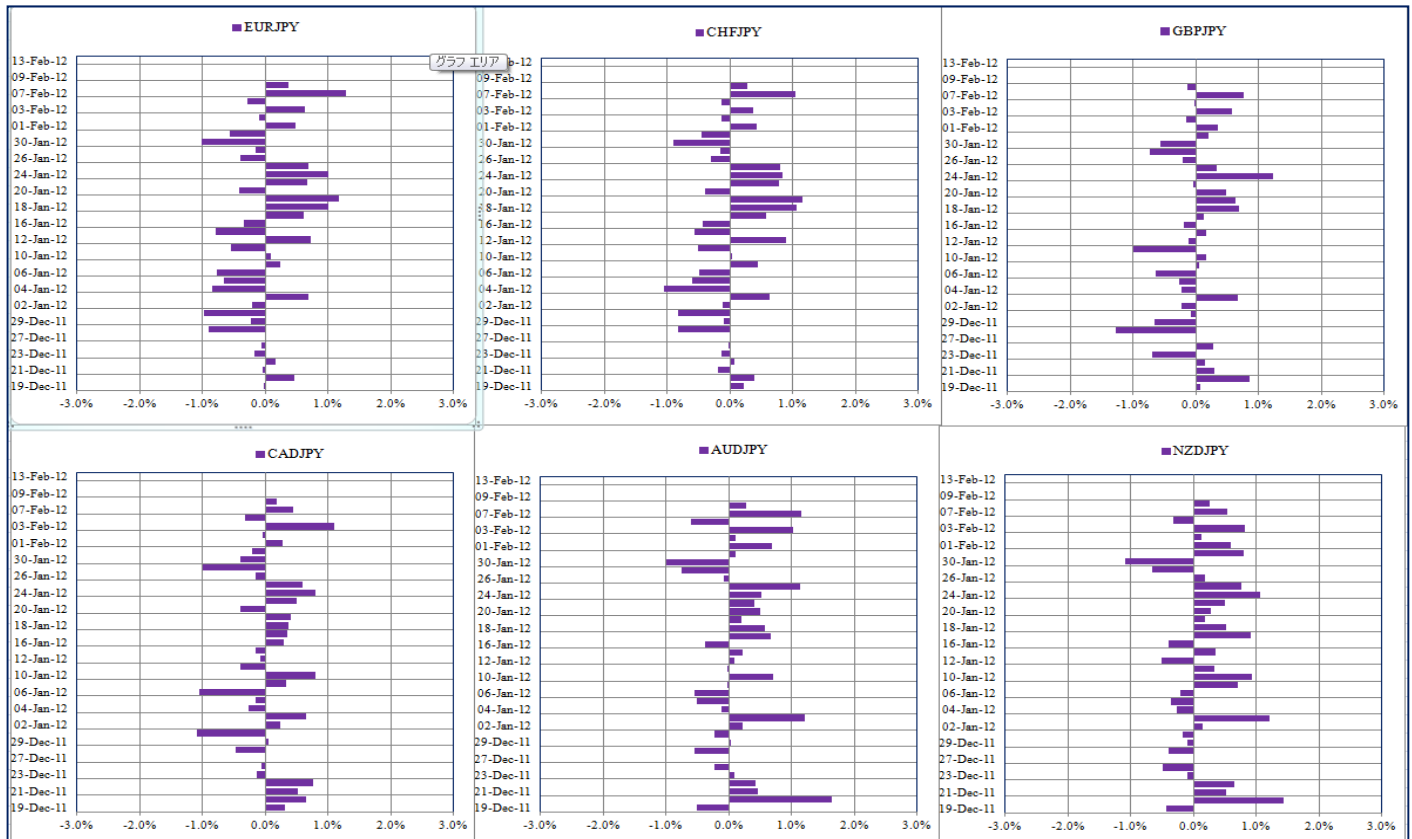 EURJPY
13-Feb-12
09-Feb-12
07-Feb-12
03-Feb-12
01-Feb-12
30-Jan-12
26-Jan-12
24-Jan-12
20-Jan-12
18-Jan-12
16-Jan-12
12-Jan-12
10-Jan-12
06-Jan-12
04-Jan-12
02-Jan-12
29-Dec-11
27-Dec-11
23-Dec-11
21-Dec-11
19-Dec-11
-3.0% -2.0% -1.0% 0.0% 1.0% 2.0% 3.0%
グラフ エリア
CHFJPY
09-Feb-12
07-Feb-12
03-Feb-12
01-Feb-12
30-Jan-12
26-Jan-12
24-Jan-12
20-Jan-12
18-Jan-12
16-Jan-12
12-Jan-12
10-Jan-12
06-Jan-12
04-Jan-12
02-Jan-12
29-Dec-11
27-Dec-11
23-Dec-11
21-Dec-11
19-Dec-11
-3.0% -2.0% -1.0% 0.0% 1.0% 2.0% 3.0%
GBPJPY
13-Feb-12
09-Feb-12
07-Feb-12
03-Feb-12
01-Feb-12
30-Jan-12
26-Jan-12
24-Jan-12
20-Jan-12
18-Jan-12
16-Jan-12
12-Jan-12
10-Jan-12
06-Jan-12
04-Jan-12
02-Jan-12
29-Dec-11
27-Dec-11
23-Dec-11
21-Dec-11
19-Dec-11
-3.0% -2.0% -1.0% 0.0% 1.0% 2.0% 3.0%
CADJPY
13-Feb-12
09-Feb-12
07-Feb-12
03-Feb-12
01-Feb-12
30-Jan-12
26-Jan-12
24-Jan-12
20-Jan-12
18-Jan-12
16-Jan-12
12-Jan-12
10-Jan-12
06-Jan-12
04-Jan-12
02-Jan-12
29-Dec-11
27-Dec-11
23-Dec-11
21-Dec-11
19-Dec-11
-3.0% -2.0% -1.0% 0.0% 1.0% 2.0% 3.0%
AUDJPY
13-Feb-12
09-Feb-12
07-Feb-12
03-Feb-12
01-Feb-12
30-Jan-12
26-Jan-12
24-Jan-12
20-Jan-12
18-Jan-12
16-Jan-12
12-Jan-12
10-Jan-12
06-Jan-12
04-Jan-12
02-Jan-12
29-Dec-11
27-Dec-11
23-Dec-11
21-Dec-11
19-Dec-11
-3.0% -2.0% -1.0% 0.0% 1.0% 2.0% 3.0%
NZDJPY
13-Feb-12
09-Feb-12
07-Feb-12
03-Feb-12
01-Feb-12
30-Jan-12
26-Jan-12
24-Jan-12
20-Jan-12
18-Jan-12
16-Jan-12
12-Jan-12
10-Jan-12
06-Jan-12
04-Jan-12
02-Jan-12
29-Dec-11
27-Dec-11
23-Dec-11
21-Dec-11
19-Dec-11
-3.0% -2.0% -1.0% 0.0% 1.0% 2.0% 3.0%